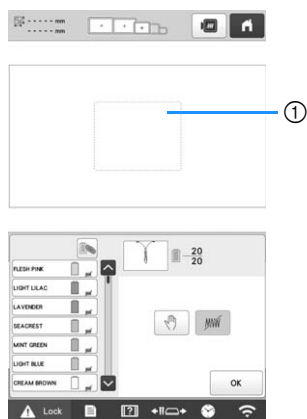 ----- mm
----- mm
①
20
20
FLESH PINK
LIGHT LILAC
LAVENDER
SEACREST
MINT GREEN
LIGHT BLUE
CREAM BROWN
OK
Lock